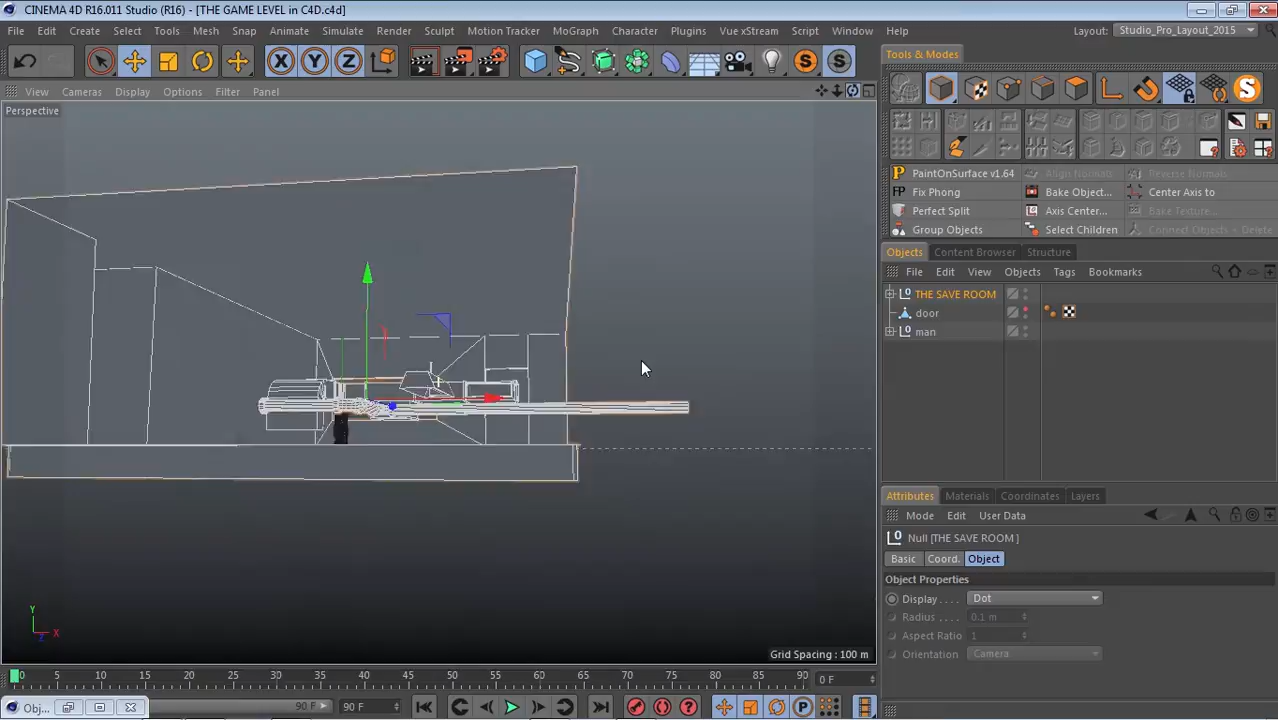 CINEMA 4D R16.011 Studio (R16) - [THE GAME LEVEL in C4D.c4d]
File Edit Create Select Tools Mesh Snap Animate Simulate Render Sculpt Motion Tracker MoGraph Character Plugins Vue xStream Script Window Help Layout: Studio_Pro_Layout_2015
Tools & Modes
View Cameras Display Options Filter Panel
Perspective
PaintOnSurface v1.64 Align Normals Reverse Normals
Fix Phong Bake Object... Center Axis to
Perfect Split Axis Center... Bake Texture...
Group Objects Select Children Connect Objects + Delete
Objects Content Browser Structure
File Edit View Objects Tags Bookmarks
THE SAVE ROOM
door
man
Attributes Materials Coordinates Layers
Mode Edit User Data
Null [THE SAVE ROOM ]
Basic Coord. Object
Object Properties
Display . . . . Dot
Radius . . . . 0.1 m
Aspect Ratio 1
Orientation Camera
Y
X
Z
Grid Spacing : 100 m
0 5 10 15 20 25 30 35 40 45 50 55 60 65 70 75 80 85 90 0 F
Obj... 90 F 90 F